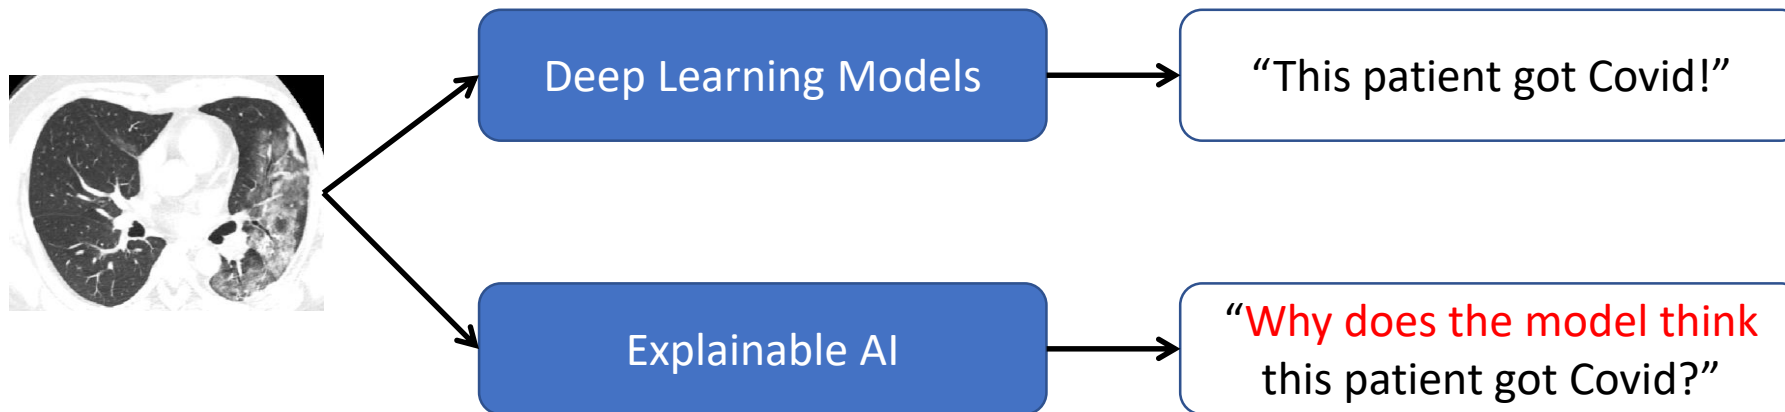 Deep Learning Models
“This patient got Covid!”
Explainable AI
“Why does the model think
this patient got Covid?”